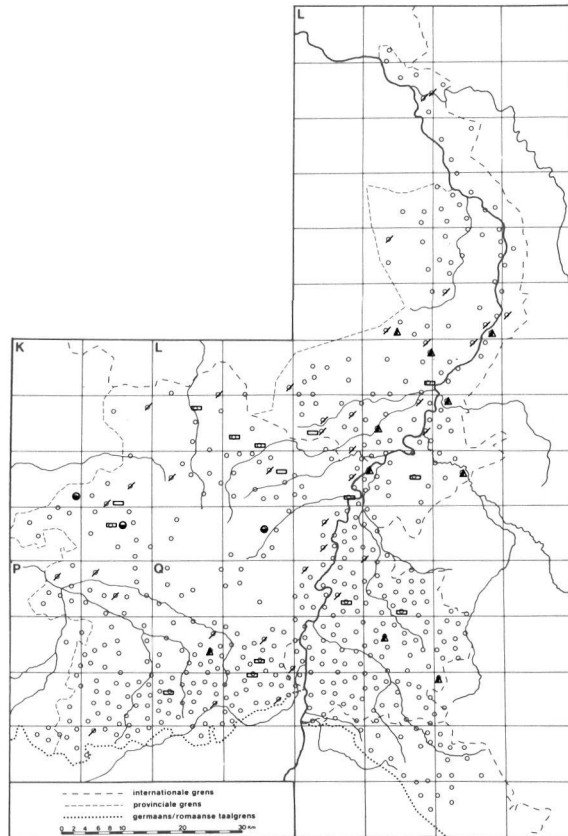 L
K
L
P
Q
internationale grens
provinciale grens
germaans/romaanse taalgrens
0 2 4 6 8 10 20 30 Km